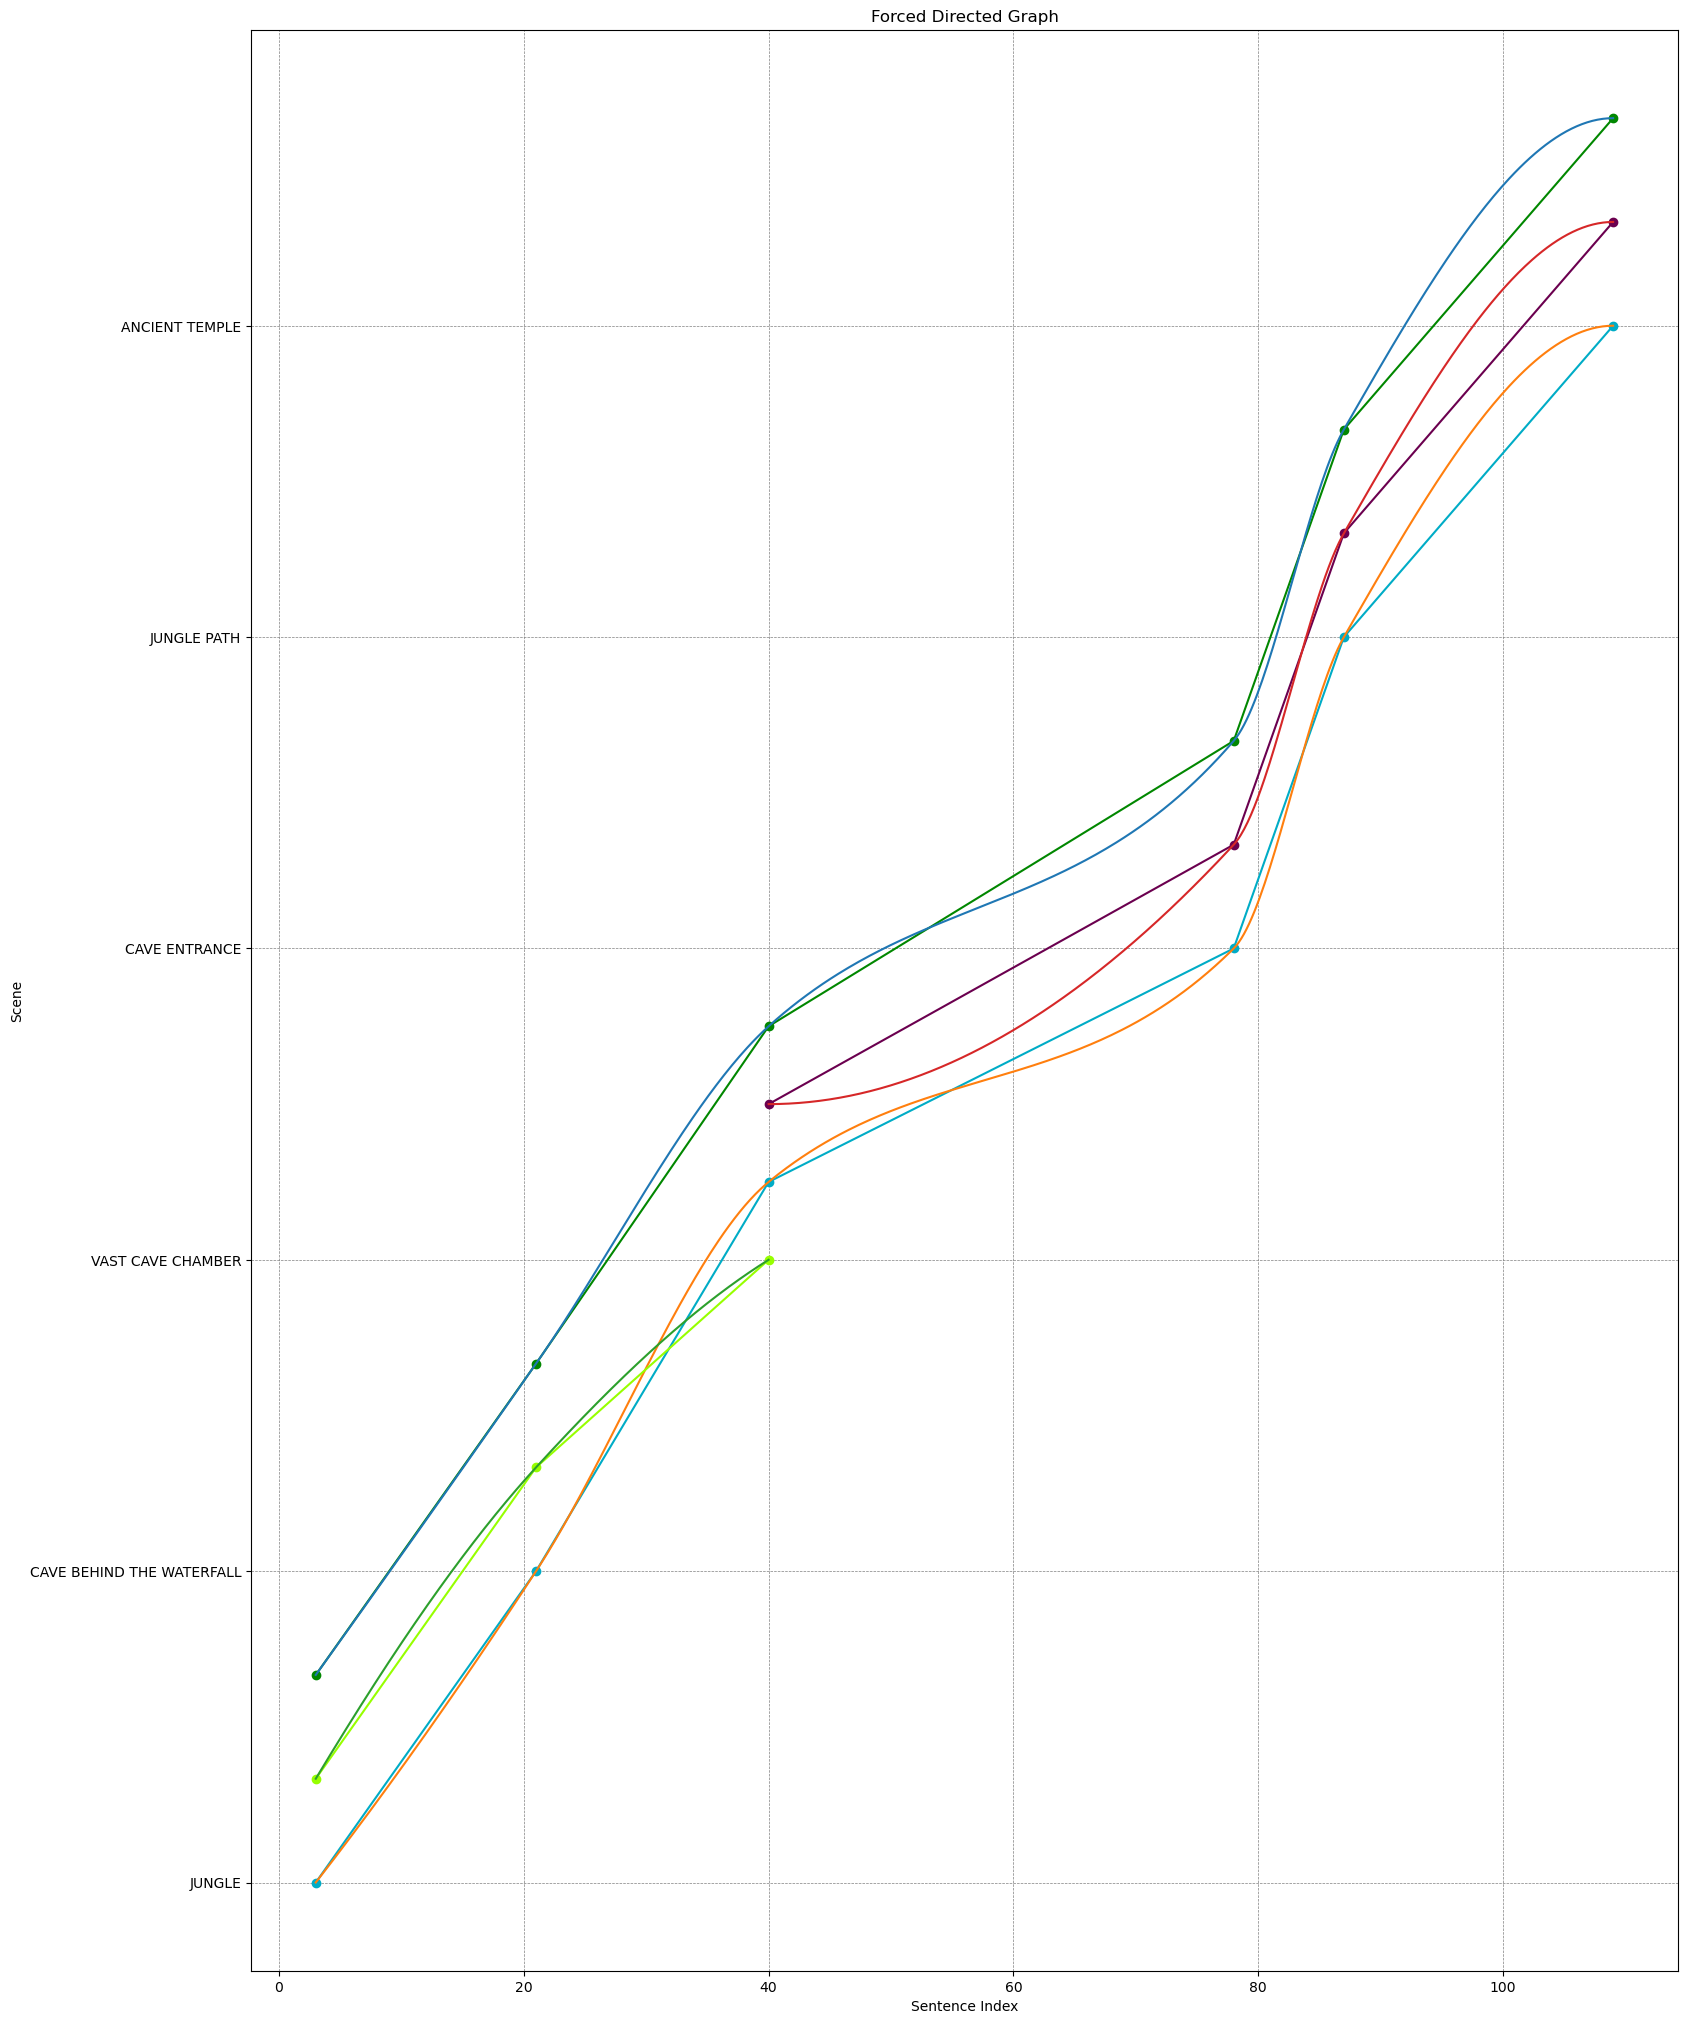 Forced Directed Graph
ANCIENT TEMPLE
JUNGLE PATH
CAVE ENTRANCE
Scene
VAST CAVE CHAMBER
CAVE BEHIND THE WATERFALL
JUNGLE
0 20 40 60 80 100
Sentence Index